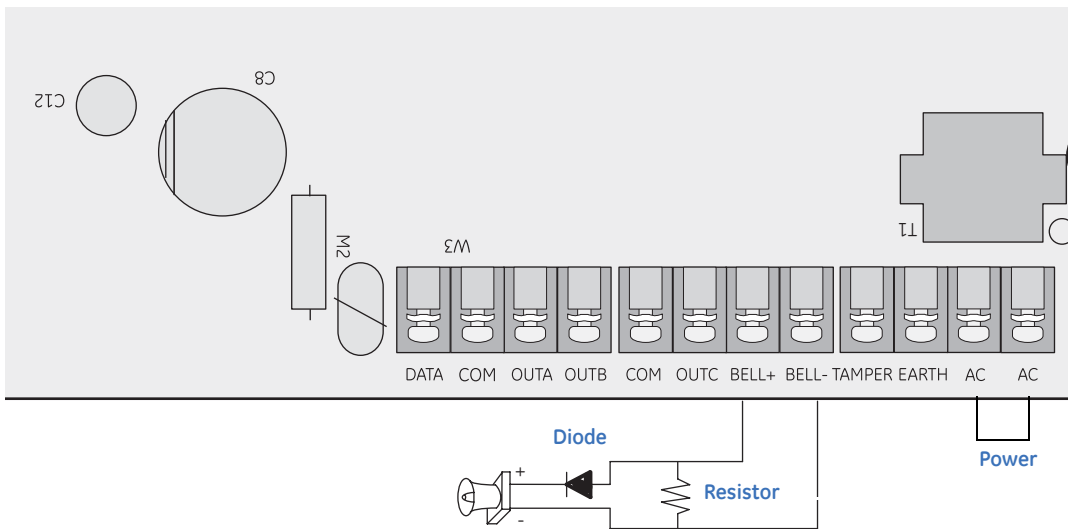 C12
C8
M2
W3
T1
DATA COM OUTA OUTB COM OUTC BELL+ BELL- TAMPER EARTH AC AC
Diode
Power
+
Resistor
-